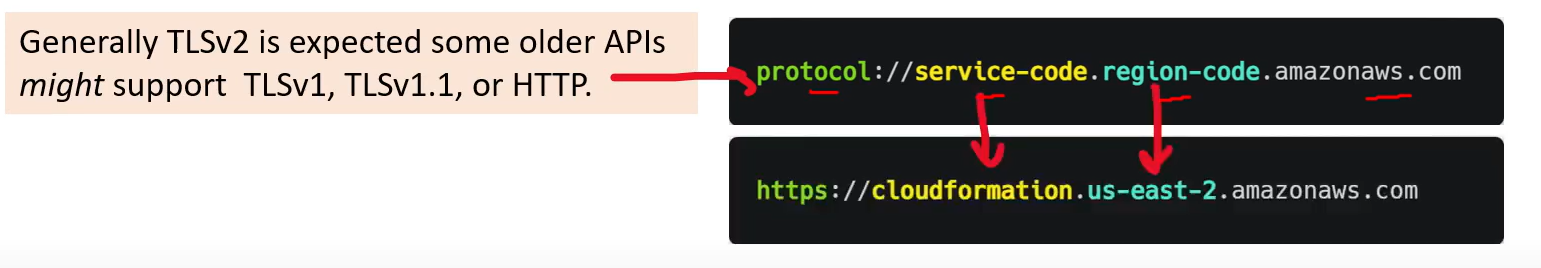 Generally TLSv2 is expected some older APIs
might support TLSv1, TLSv1.1, or HTTP.
protocol://service-code.region-code.amazonaws.com
https://cloudformation.us-east-2.amazonaws.com